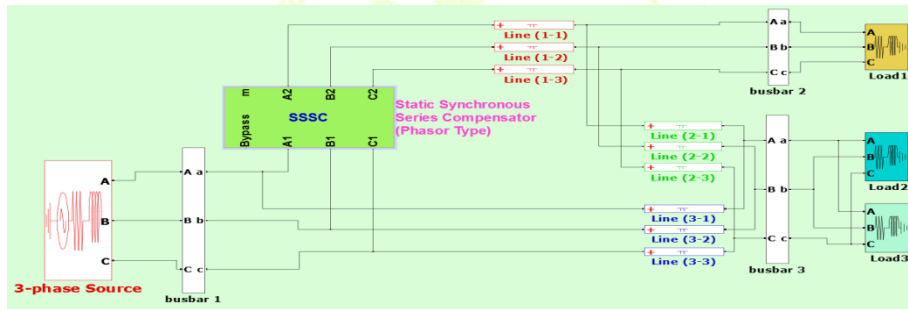 Line (1-1)
Line (1-2)
Line (1-3)
A a
B b
C c
busbar 2
A
B
C
Load1
m
A2
B2
C2
SSSC
Bypass
A1
B1
C1
Static Synchronous
Series Compensator
(Phasor Type)
Line (2-1)
Line (2-2)
Line (2-3)
Line (3-1)
Line (3-2)
Line (3-3)
A a
B b
C c
busbar 3
A
B
C
Load2
A
B
C
Load3
A
B
C
3-phase Source
A a
B b
C c
busbar 1